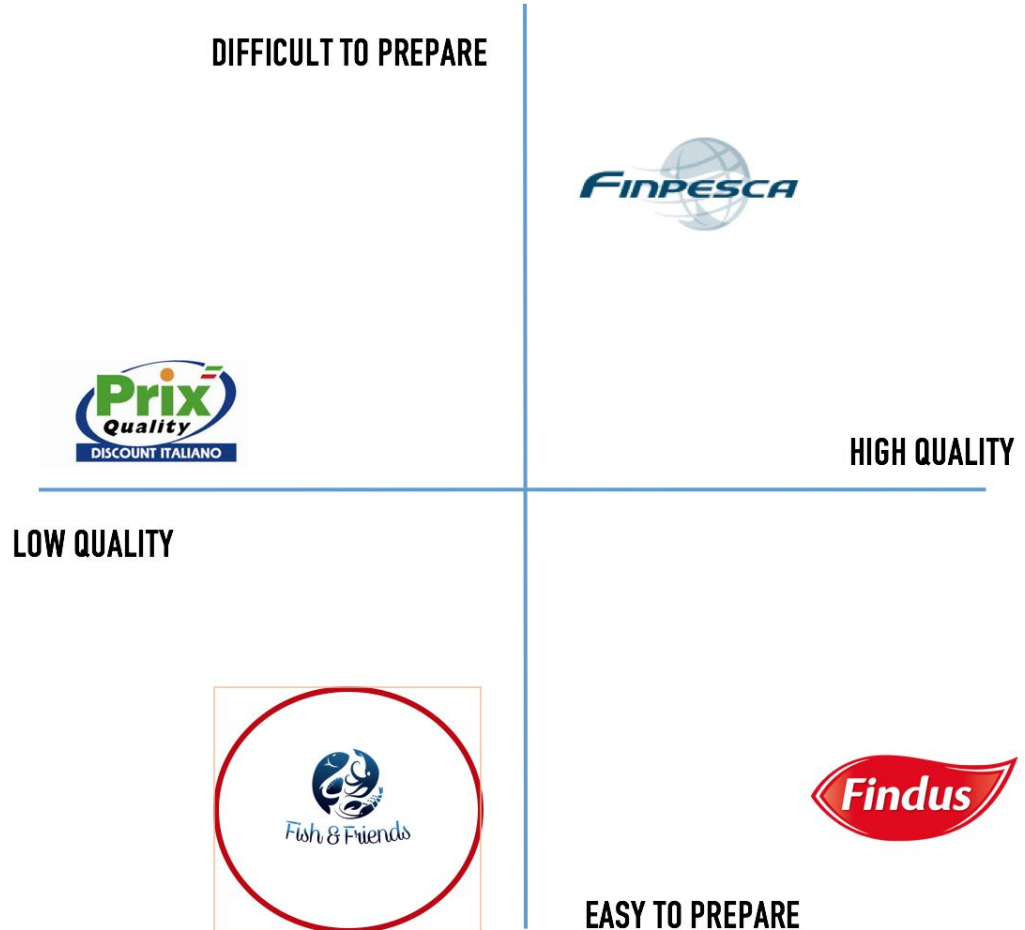 DIFFICULT TO PREPARE
FINPESCA
Prix
Quality
DISCOUNT ITALIANO
HIGH QUALITY
LOW QUALITY
Fish & Friends
Findus
EASY TO PREPARE